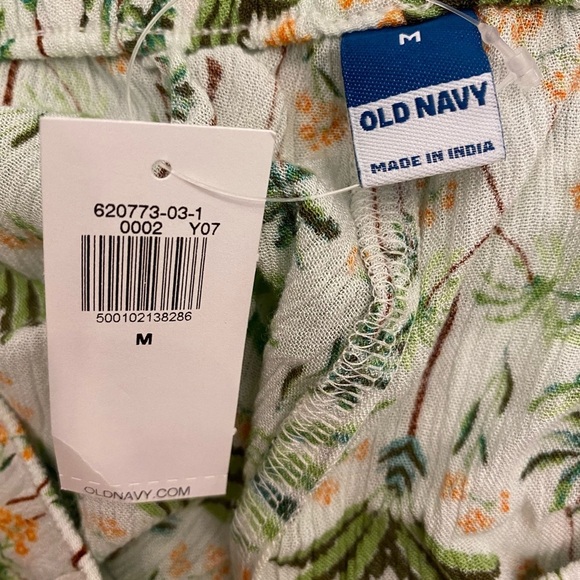 M
OLD NAVY
MADE IN INDIA
620773-03-1
0002 Y07
500102138286
M
OLDNAVY.COM